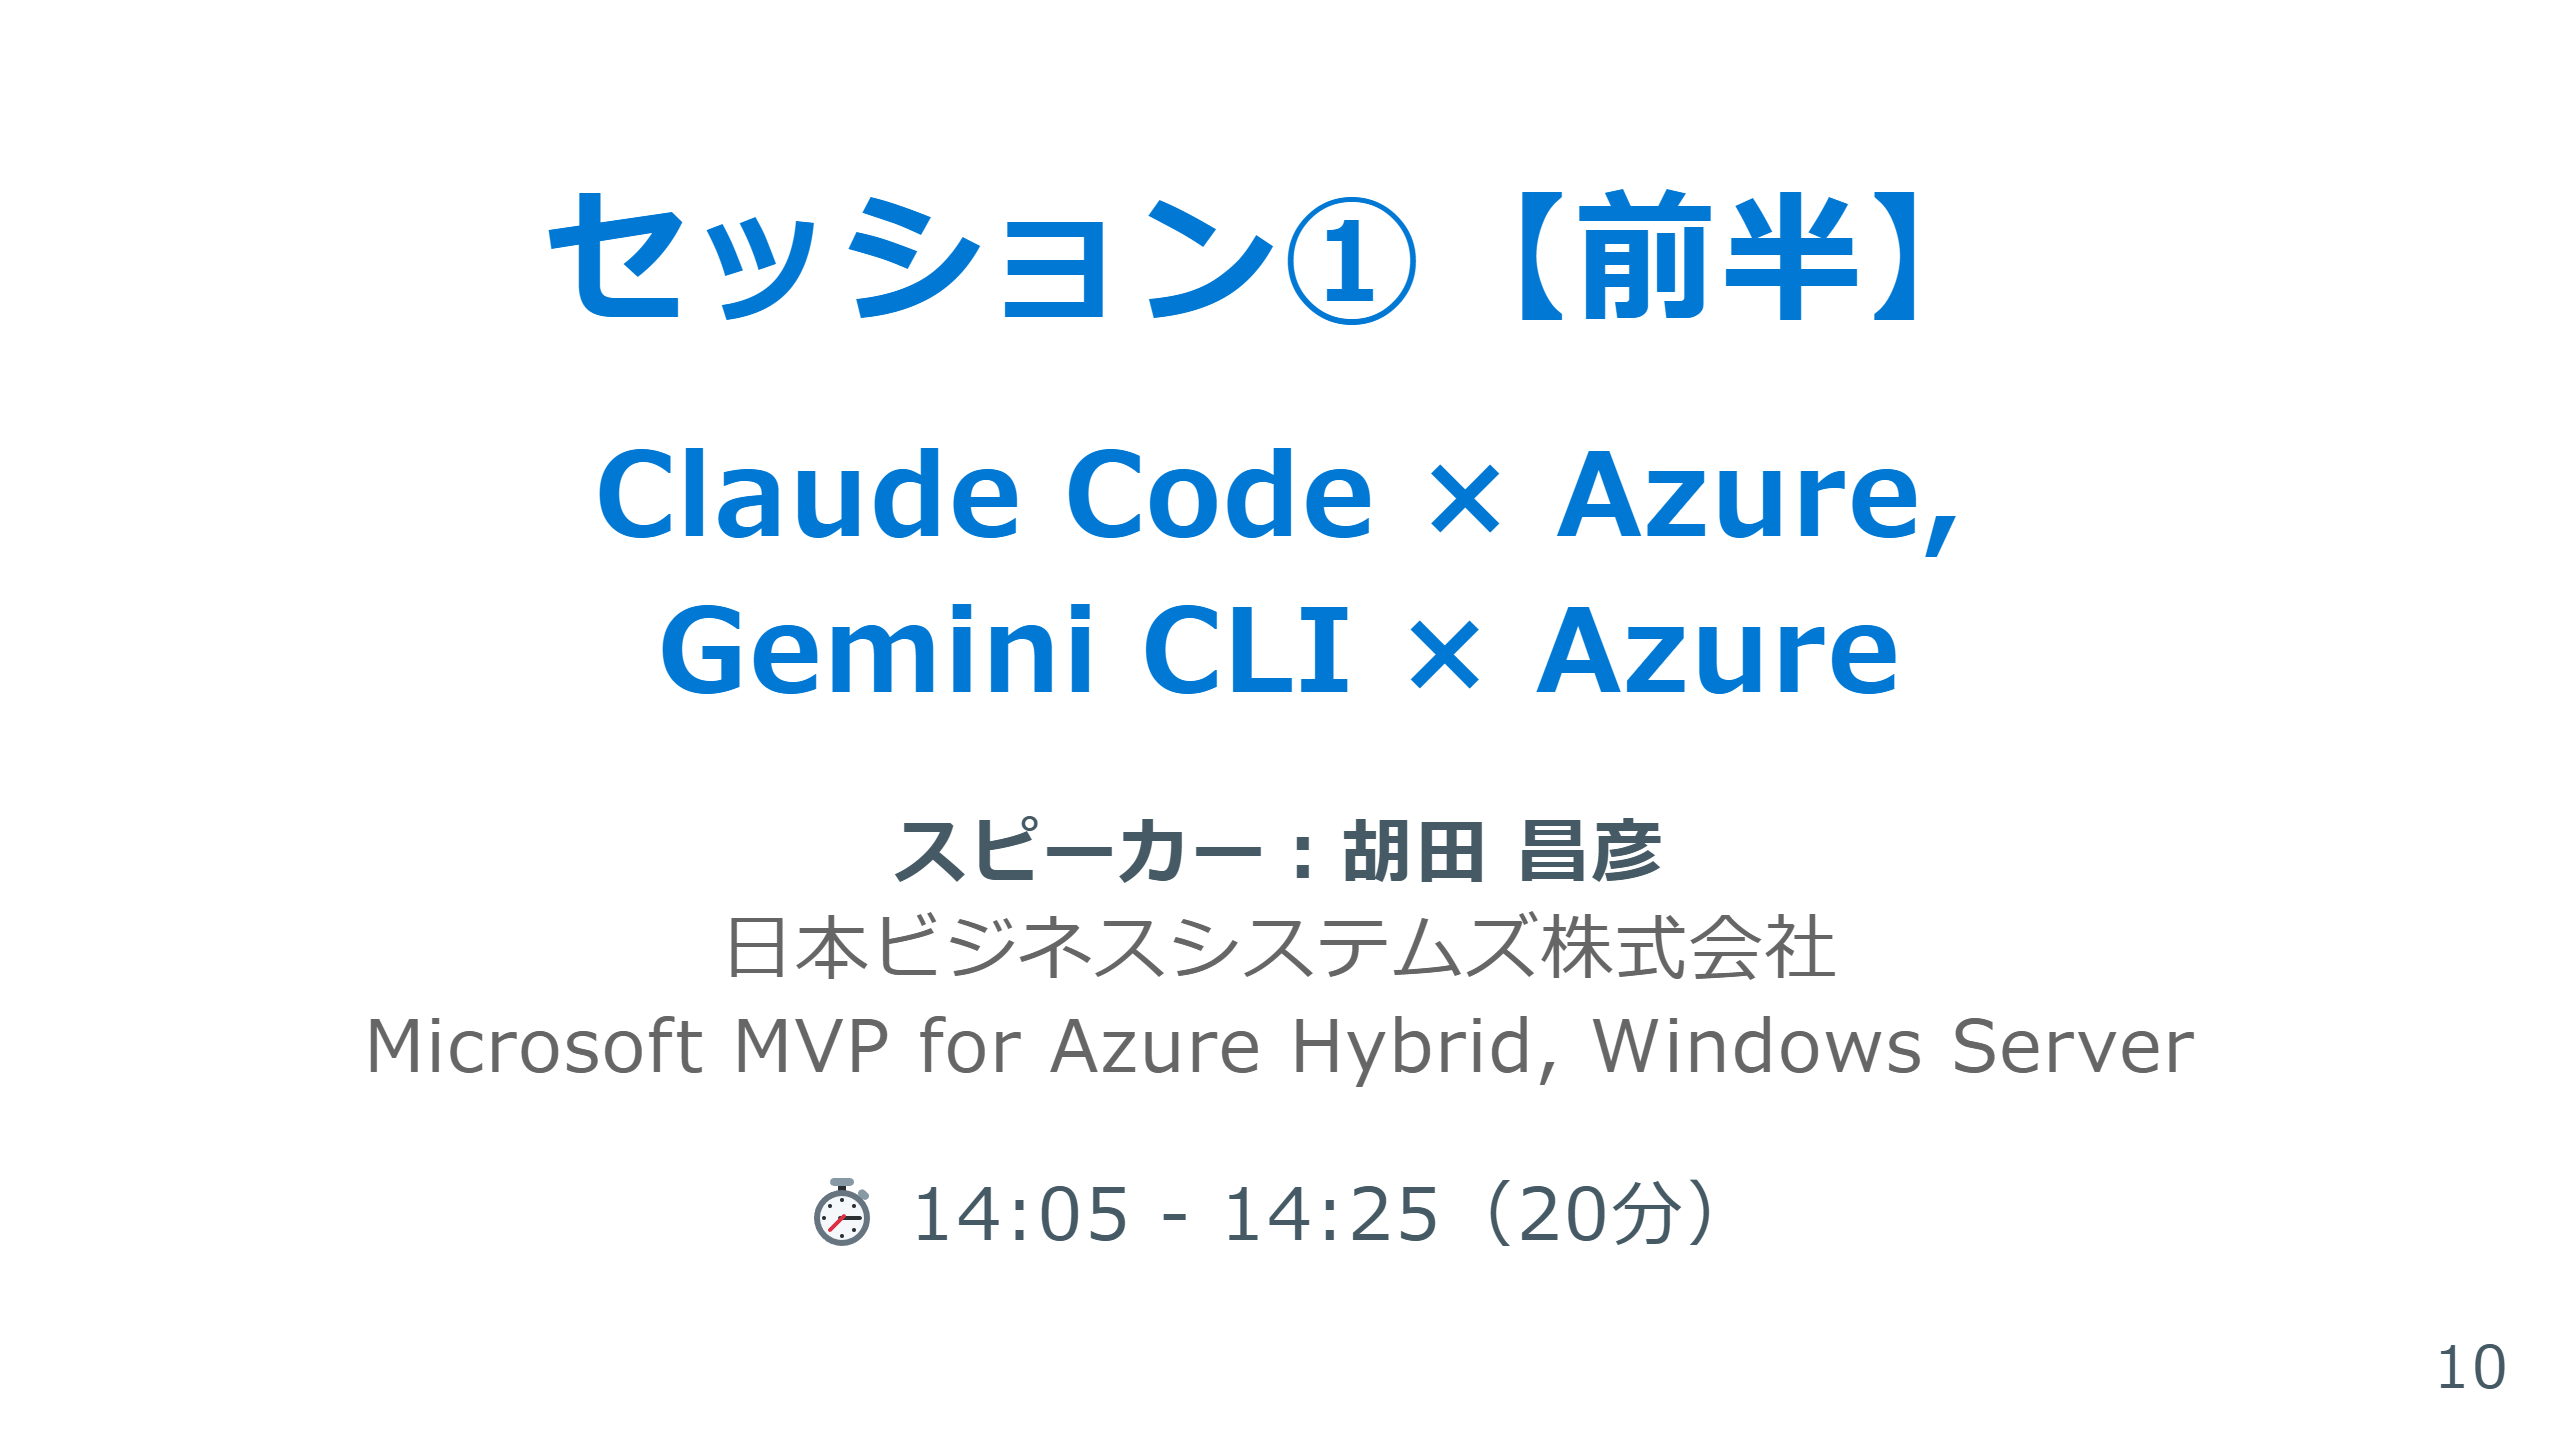 セッション①【前半】
Claude Code × Azure,
Gemini CLI × Azure
スピーカー：胡田 昌彦
日本ビジネスシステムズ株式会社
Microsoft MVP for Azure Hybrid, Windows Server
⏱ 14:05 - 14:25（20分）
10